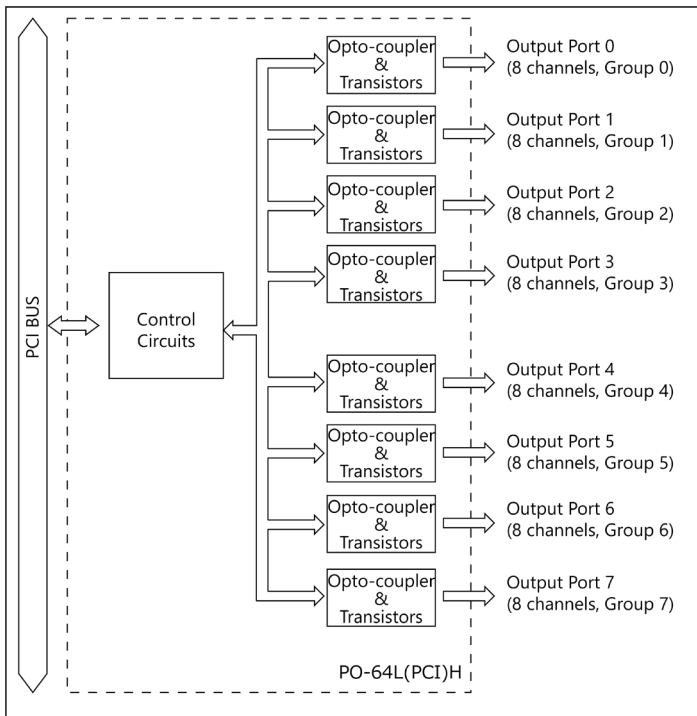 PCI BUS
Control
Circuits
Opto-coupler
&
Transistors
Output Port 0
(8 channels, Group 0)
Opto-coupler
&
Transistors
Output Port 1
(8 channels, Group 1)
Opto-coupler
&
Transistors
Output Port 2
(8 channels, Group 2)
Opto-coupler
&
Transistors
Output Port 3
(8 channels, Group 3)
Opto-coupler
&
Transistors
Output Port 4
(8 channels, Group 4)
Opto-coupler
&
Transistors
Output Port 5
(8 channels, Group 5)
Opto-coupler
&
Transistors
Output Port 6
(8 channels, Group 6)
Opto-coupler
&
Transistors
Output Port 7
(8 channels, Group 7)
PO-64L(PCI)H